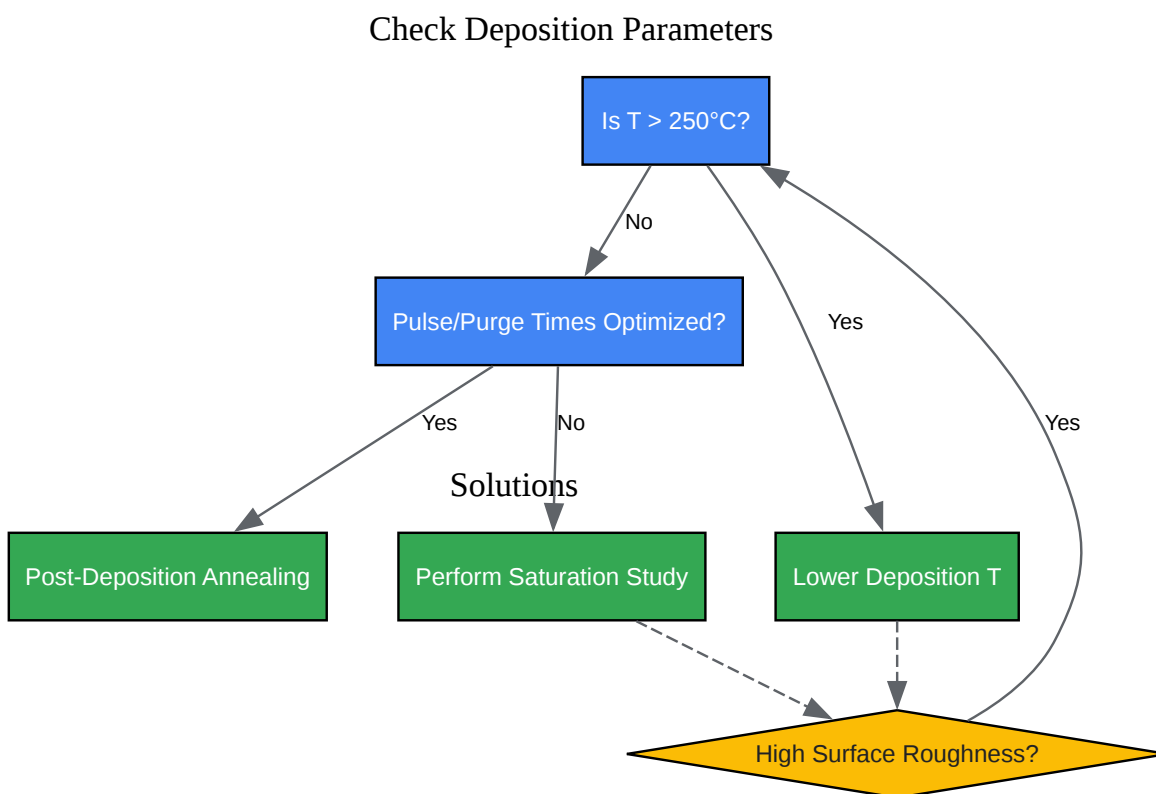 Check Deposition Parameters
Is T > 250°C?
No
Pulse/Purge Times Optimized?
Yes
Yes
No
Yes
Solutions
Post-Deposition Annealing
Perform Saturation Study
Lower Deposition T
High Surface Roughness?